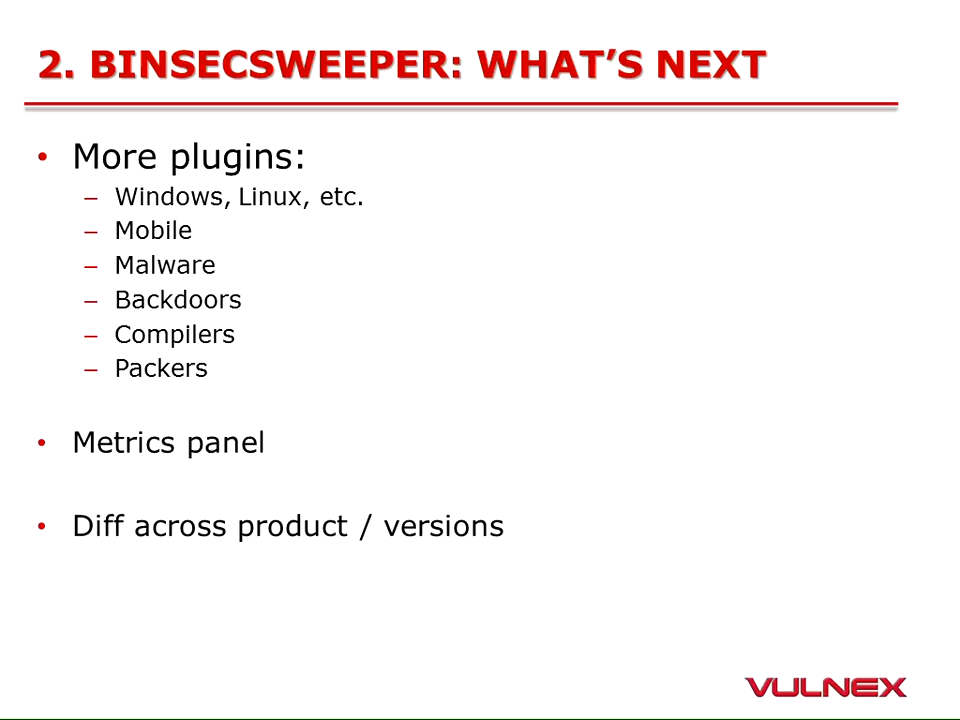 2. BINSECSWEEPER: WHAT’S NEXT
• More plugins:
– Windows, Linux, etc.
– Mobile
– Malware
– Backdoors
– Compilers
– Packers
• Metrics panel
• Diff across product / versions
VULNEX